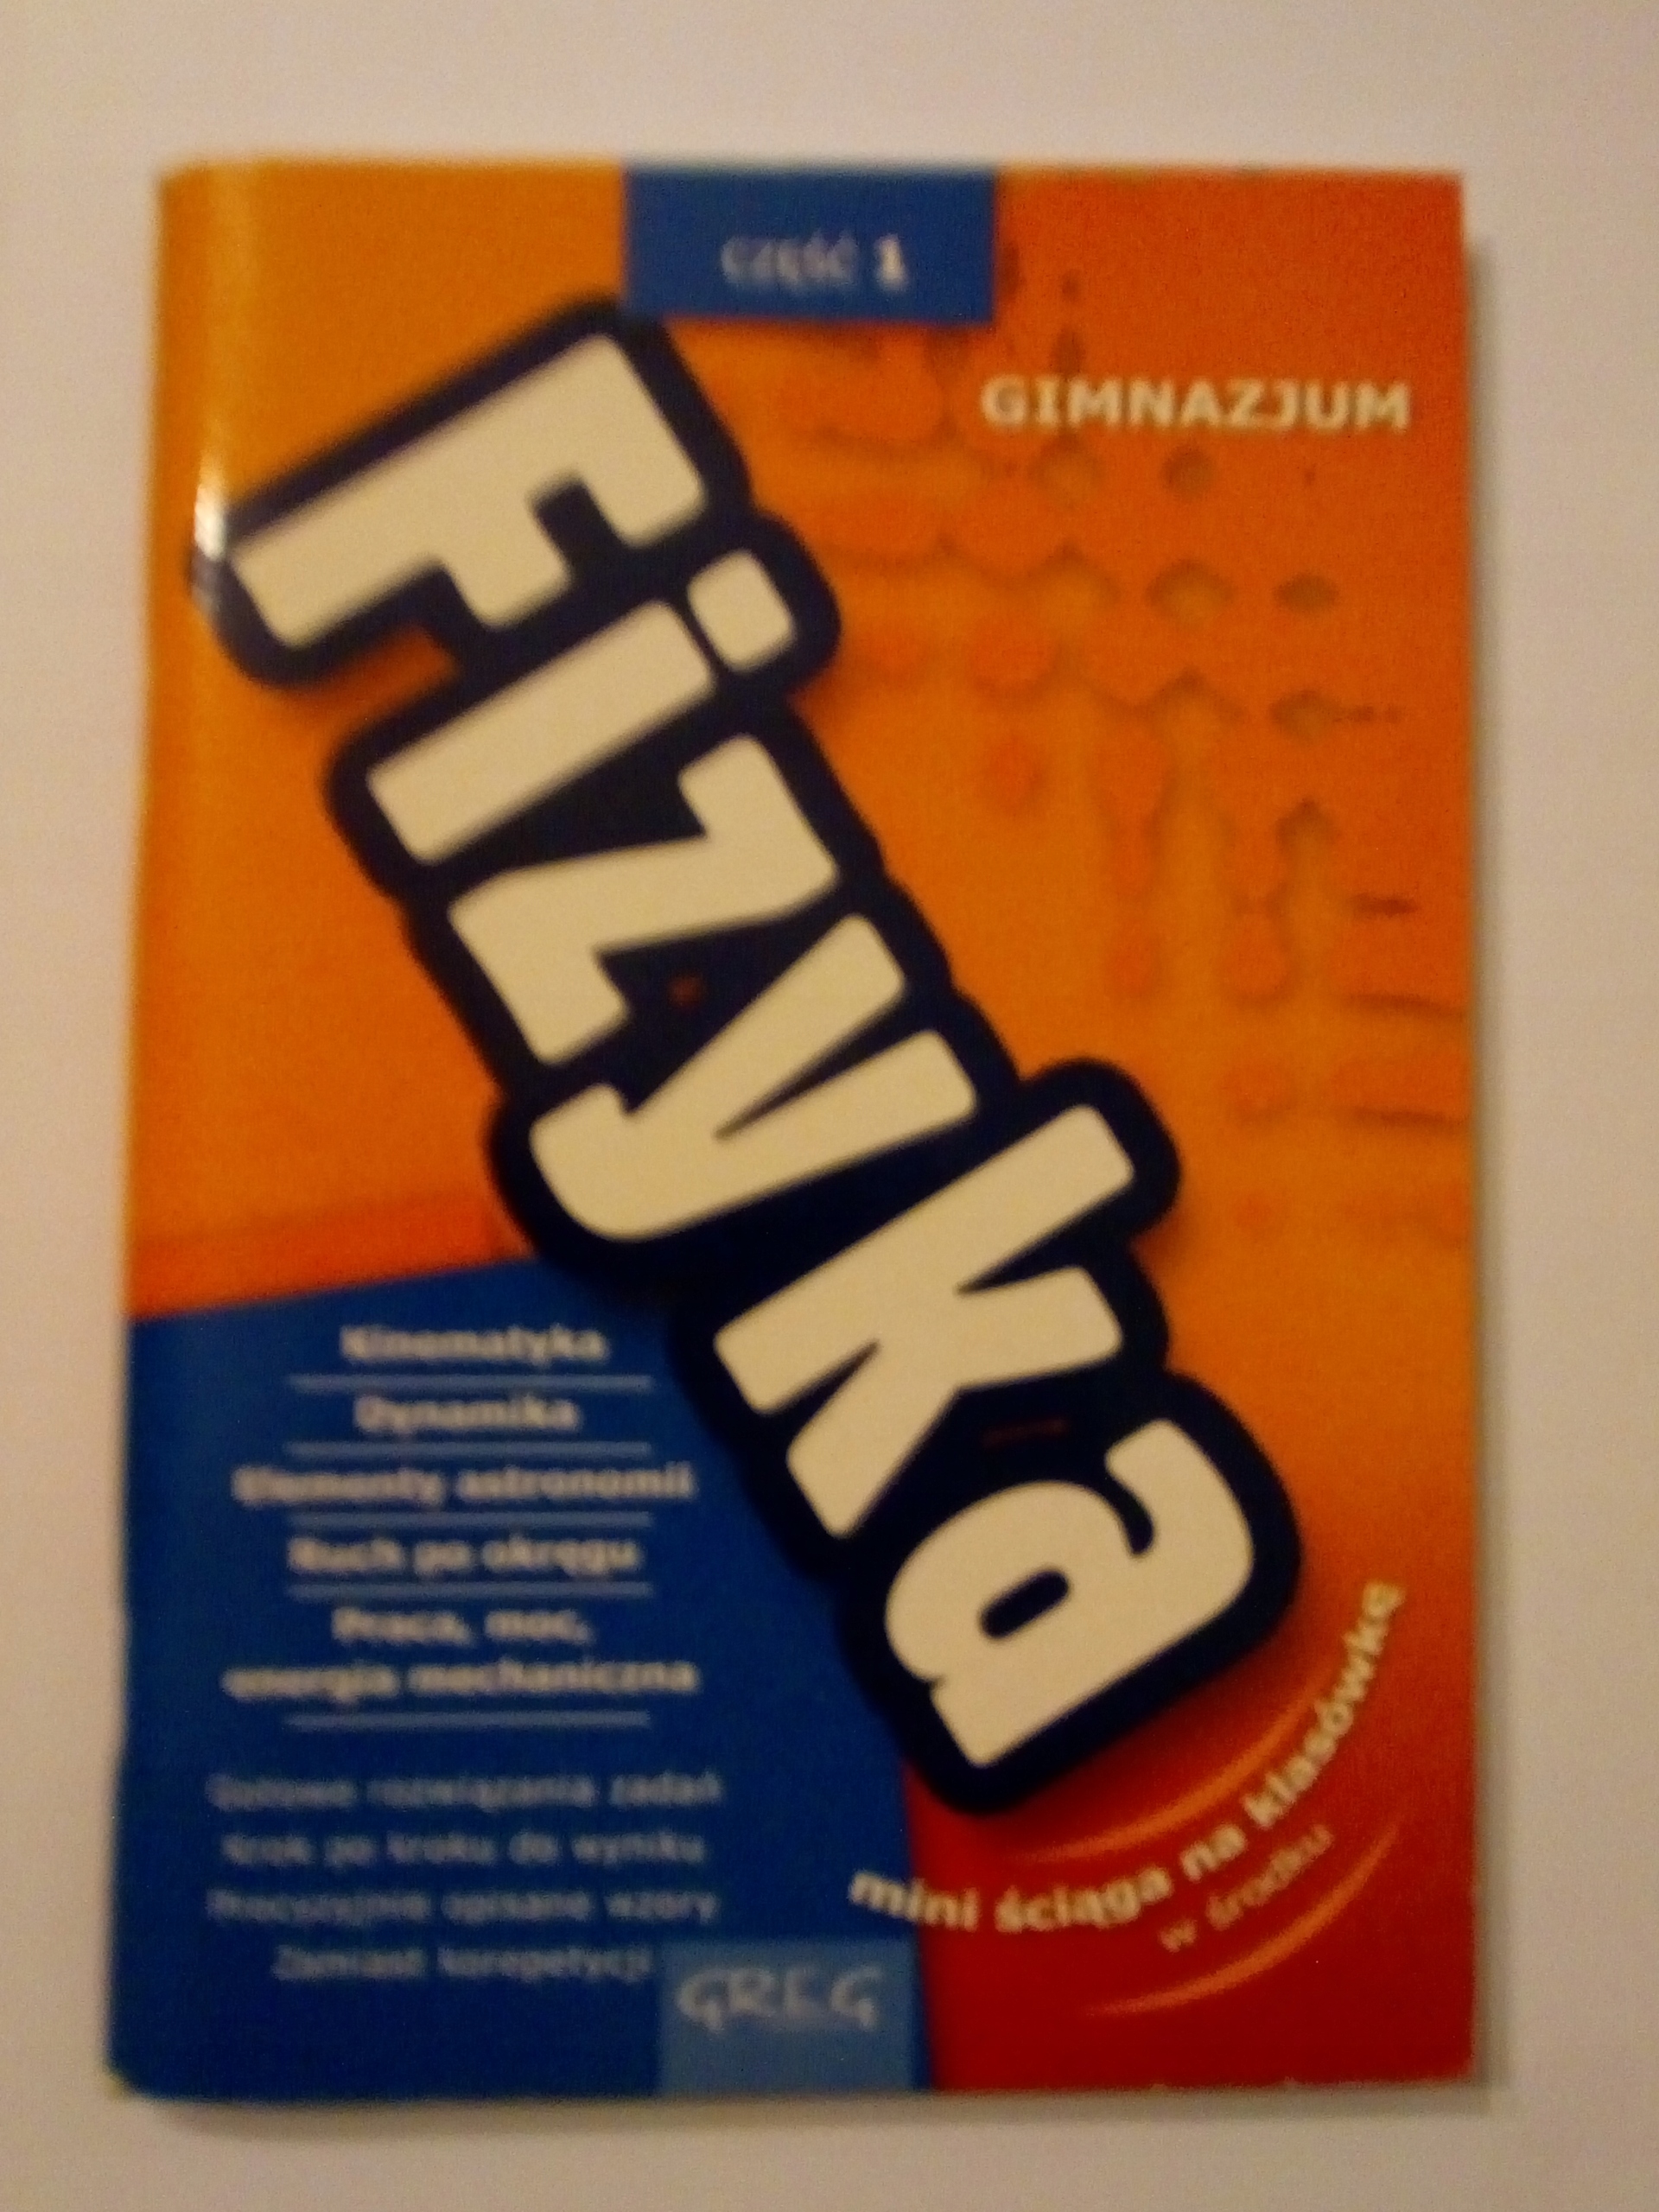 część 1
GIMNAZJUM
Fizyka
Kinematyka
Dynamika
Elementy astronomii
Ruch po okręgu
Praca, moc,
energia mechaniczna
Gotowe rozwiązania zadań
Krok po kroku do wyniku
Precyzyjnie opisane wzory
Zamiast korepetycji
GREG
mini ściąga na klasówkę
w środku